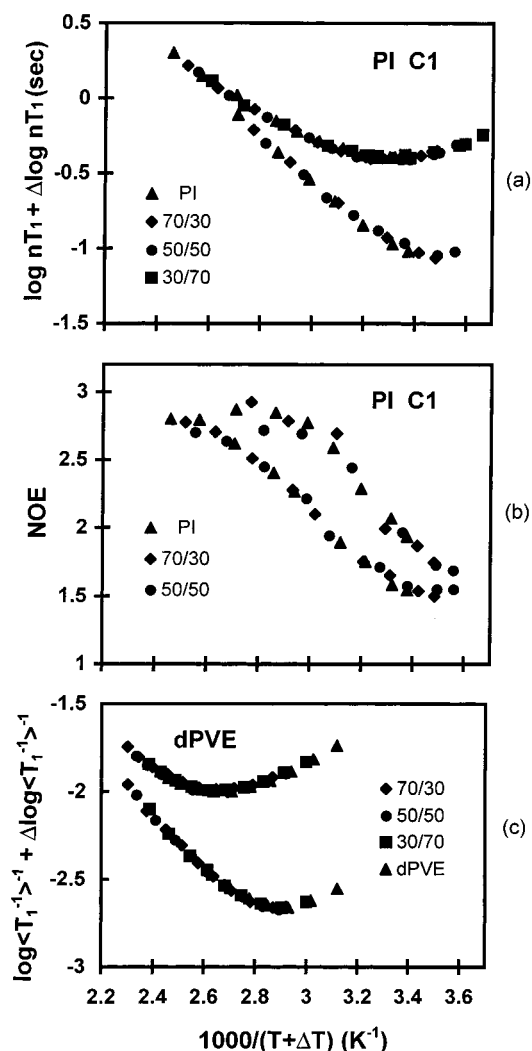 0.5
0
-0.5
-1
-1.5
log nT₁ + Δlog nT₁ (sec)
PI C1
PI
70/30
50/50
30/70
(a)
3
2.5
2
1.5
1
NOE
PI C1
PI
70/30
50/50
(b)
-1.5
-2
-2.5
-3
log<T₁⁻¹>⁻¹ + Δlog<T₁⁻¹>⁻¹
dPVE
70/30
50/50
30/70
dPVE
(c)
2.2 2.4 2.6 2.8 3 3.2 3.4 3.6
1000/(T+ΔT) (K⁻¹)